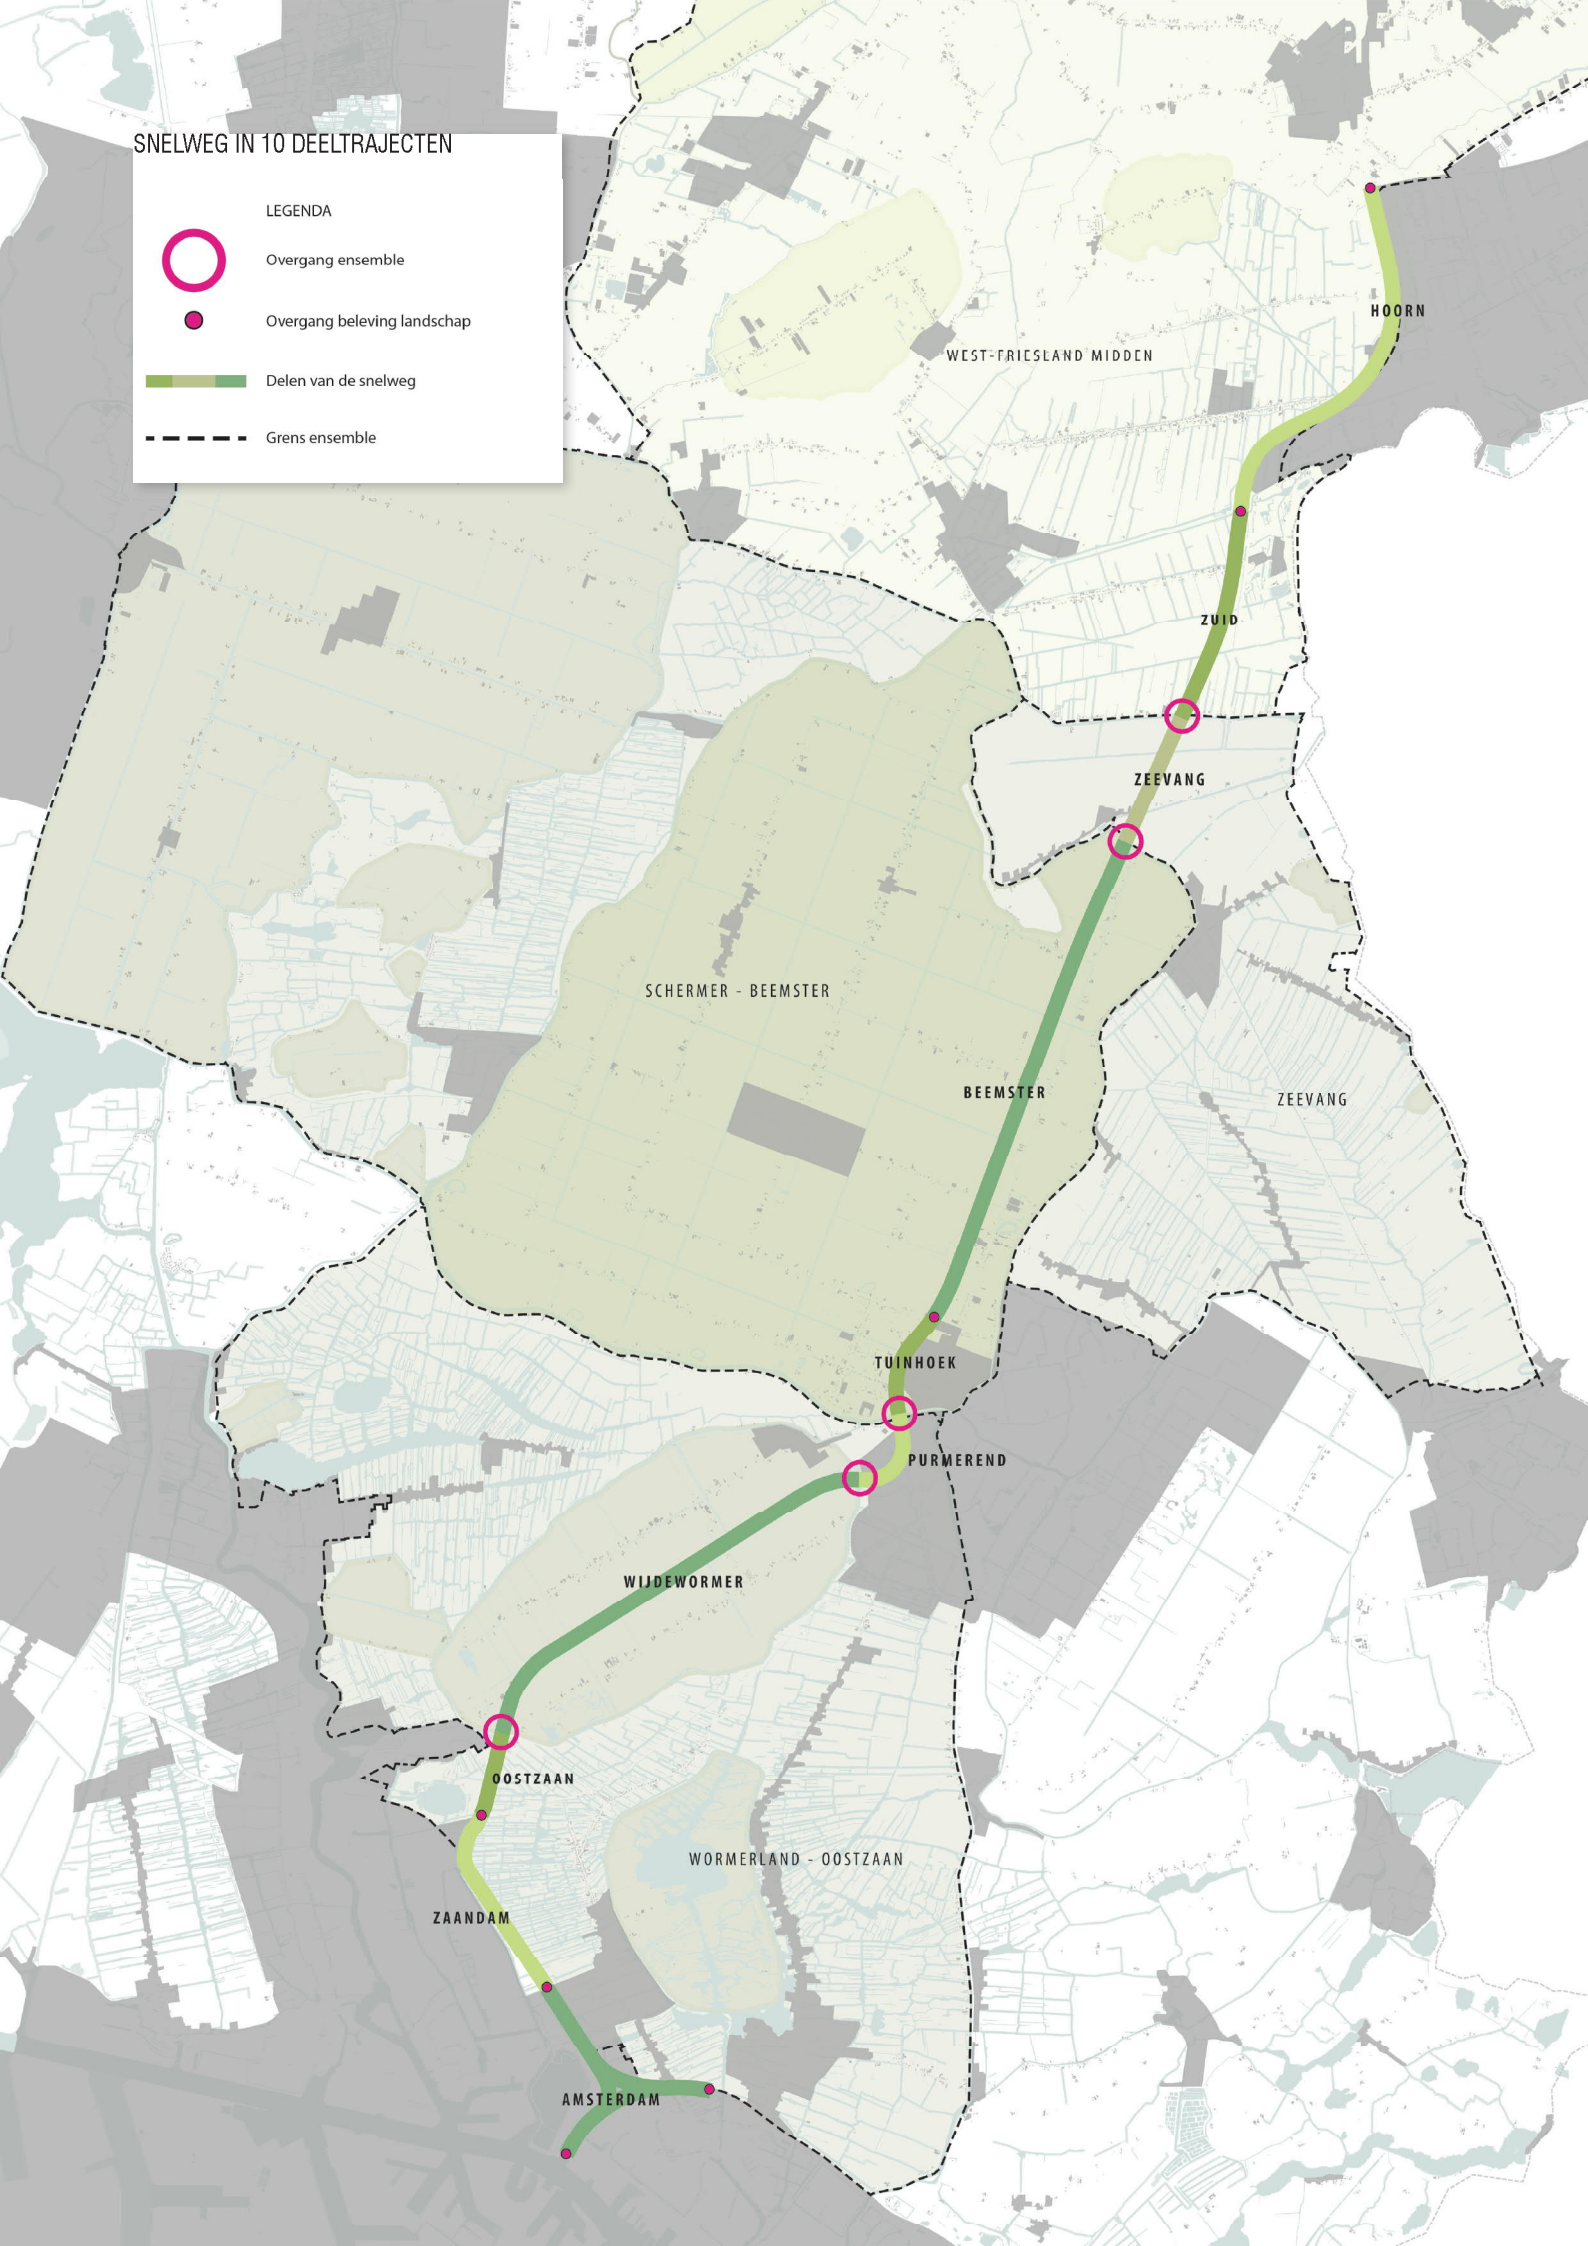 SNELWEG IN 10 DEELTRAJECTEN
LEGENDA
Overgang ensemble
Overgang beleving landschap
Delen van de snelweg
Grens ensemble
HOORN
WEST-FRIESLAND MIDDEN
ZUID
ZEEVANG
SCHERMER - BEEMSTER
BEEMSTER
ZEEVANG
TUINHOEK
PURMEREND
WIJDEWORMER
OOSTZAAN
WORMERLAND - OOSTZAAN
ZAANDAM
AMSTERDAM